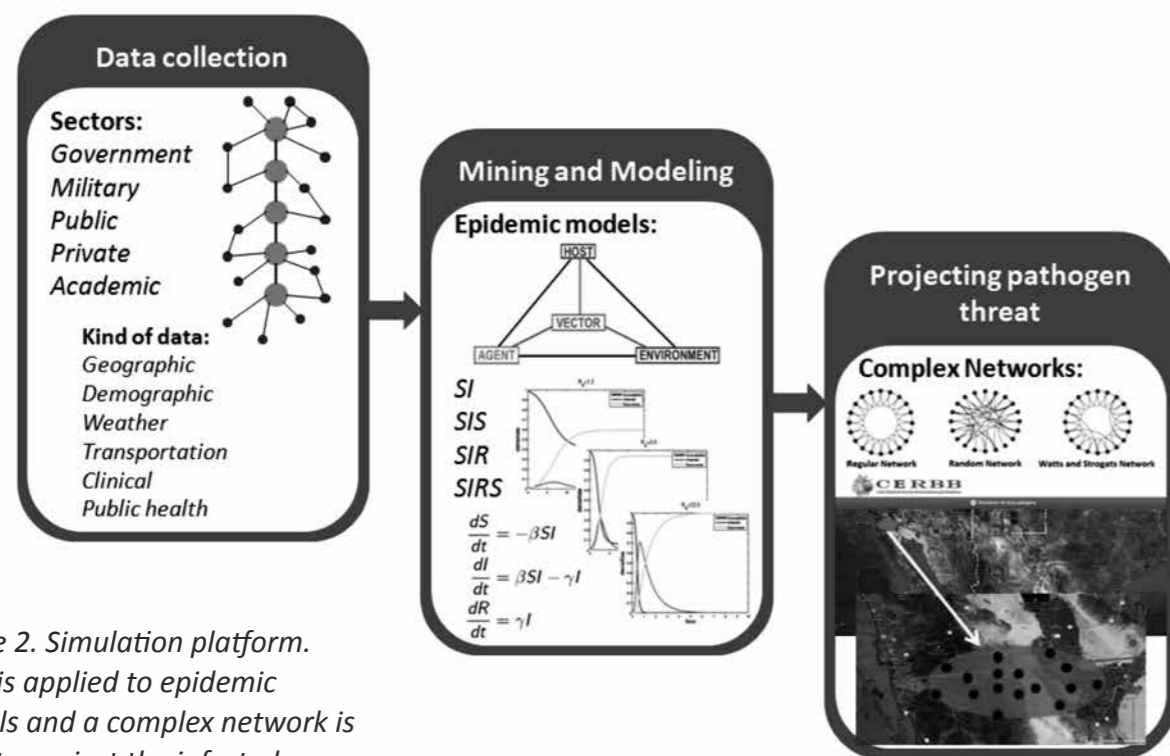 Data collection
Sectors:
Government
Military
Public
Private
Academic
Kind of data:
Geographic
Demographic
Weather
Transportation
Clinical
Public health
Mining and Modeling
Epidemic models:
HOST
VECTOR
AGENT
ENVIRONMENT
SI
SIS
SIR
SIRS
dS/dt = −βSI
dI/dt = βSI − γI
dR/dt = γI
Projecting pathogen
threat
Complex Networks:
Regular Network
Random Network
Watts and Strogats Network
CERBB
e 2. Simulation platform.
is applied to epidemic
ls and a complex network is